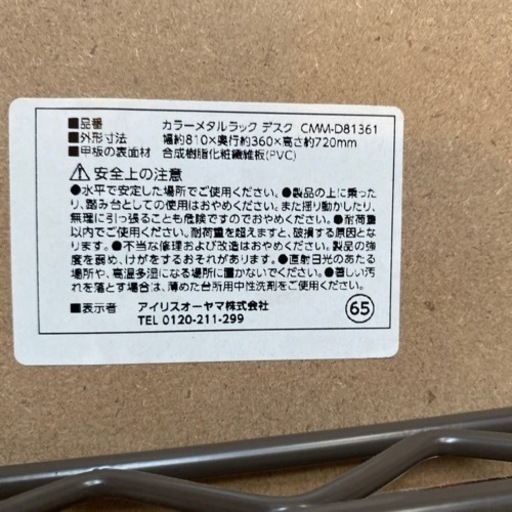 ■品番 カラーメタルラック デスク CMM-D81361
■外形寸法 幅約810×奥行約360×高さ約720mm
■甲板の表面材 合成樹脂化粧繊維板(PVC)
⚠安全上の注意
●水平で安定した場所でご使用ください。●製品の上に乗った
り、踏み台としての使用はおやめください。また揺り動かしたり、
無理に引っ張ることも危険ですのでおやめください。●耐荷重
以内でご使用ください。耐荷重を超えますと、破損する原因とな
ります。●不当な修理および改造はおやめください。製品の強
度を弱め、けがをするおそれがあります。●直射日光のあたる
場所や、高温多湿になる場所に置かないでください。●著しい汚
れを落とす場合は、薄めた台所用中性洗剤をご使用ください。
■表示者 アイリスオーヤマ株式会社
TEL 0120-211-299
65